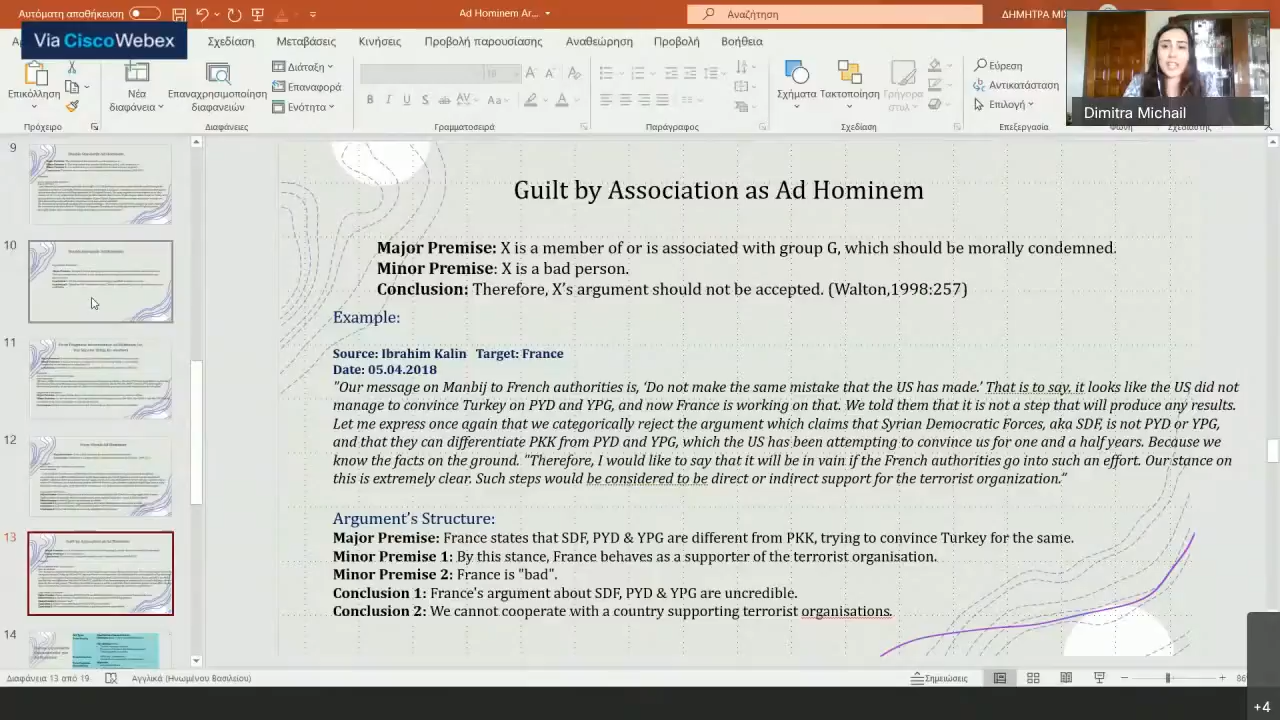 Αυτόματη αποθήκευση
Ad Hominem Ar...
Αναζήτηση
Via CiscoWebex
Σχεδίαση
Μεταβάσεις
Κινήσεις
Προβολή παρουσίασης
Αναθεώρηση
Προβολή
Βοήθεια
Επικόλληση
Νέα
διαφάνεια
Επαναχρησιμοποίηση
διαφανειών
Διάταξη
Επαναφορά
Ενότητα
Σχήματα
Τακτοποίηση
Γρήγορα
στυλ
Εύρεση
Αντικατάσταση
Επιλογή
Dimitra Michail
Πρόχειρο
Διαφάνειες
Γραμματοσειρά
Παράγραφος
Σχεδίαση
Επεξεργασία
9
10
11
12
13
14
Guilt by Association as Ad Hominem
Major Premise: X is a member of or is associated with group G, which should be morally condemned.
Minor Premise: X is a bad person.
Conclusion: Therefore, X's argument should not be accepted. (Walton,1998:257)
Example:
Source: Ibrahim Kalin Target: France
Date: 05.04.2018
"Our message on Manbij to French authorities is, 'Do not make the same mistake that the US has made.' That is to say, it looks like the US did not
manage to convince Turkey on PYD and YPG, and now France is working on that. We told them that it is not a step that will produce any results.
Let me express once again that we categorically reject the argument which claims that Syrian Democratic Forces, aka SDF, is not PYD or YPG,
and that they can differentiate PKK from PYD and YPG, which the US has been attempting to convince us for one and a half years. Because we
know the facts on the ground. "Therefore, I would like to say that it will be in vain if the French authorities go into such an effort. Our stance on
this is extremely clear. Such steps would be considered to be direct or indirect support for the terrorist organization."
Argument's Structure:
Major Premise: France states that SDF, PYD & YPG are different from PKK, trying to convince Turkey for the same.
Minor Premise 1: By this stance, France behaves as a supporter of the terrorist organisation.
Minor Premise 2: France is "bad".
Conclusion 1: France's argument about SDF, PYD & YPG are uncredible.
Conclusion 2: We cannot cooperate with a country supporting terrorist organisations.
Διαφάνεια 13 από 19
Αγγλικά (Ηνωμένου Βασιλείου)
Σημειώσεις
+4